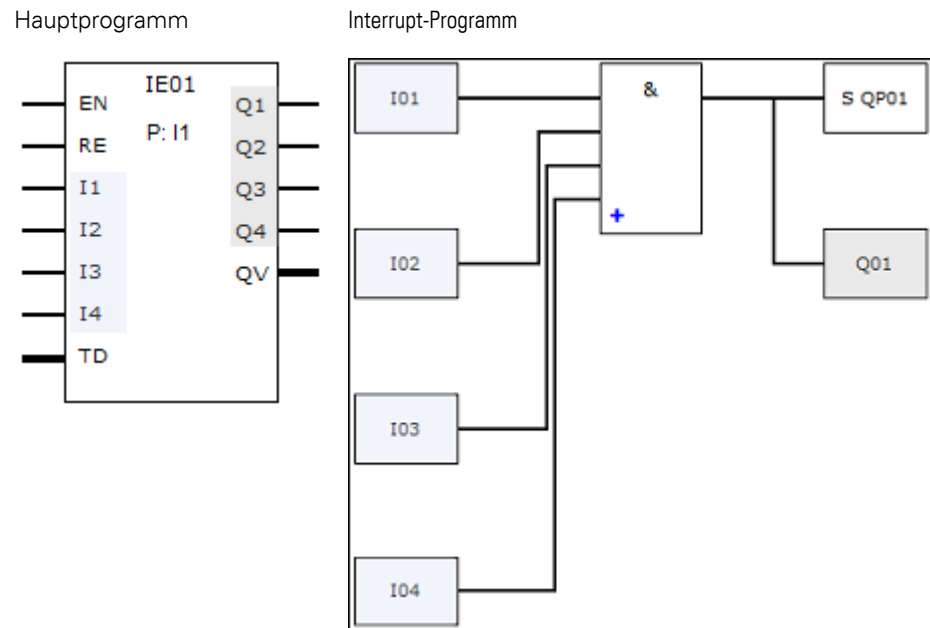 Hauptprogramm
Interrupt-Programm
IE01
P: I1
EN
RE
I1
I2
I3
I4
TD
Q1
Q2
Q3
Q4
QV
I01
&
S QP01
+
I02
Q01
I03
I04